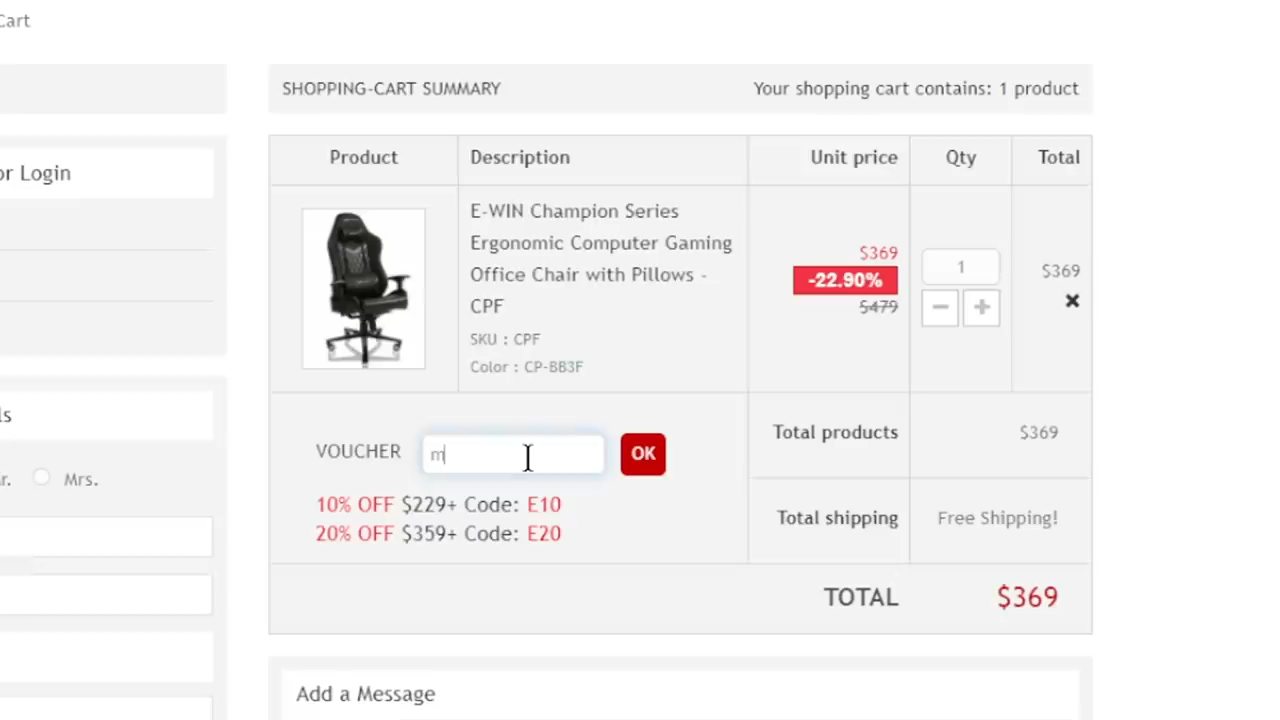 Cart
SHOPPING-CART SUMMARY
Your shopping cart contains: 1 product
or Login
Product
Description
Unit price
Qty
Total
E-WIN Champion Series
Ergonomic Computer Gaming
Office Chair with Pillows -
CPF
SKU : CPF
Color : CP-BB3F
$369
-22.90%
$479
1
$369
ls
r.
Mrs.
VOUCHER
m
OK
10% OFF $229+ Code: E10
20% OFF $359+ Code: E20
Total products
$369
Total shipping
Free Shipping!
TOTAL
$369
Add a Message